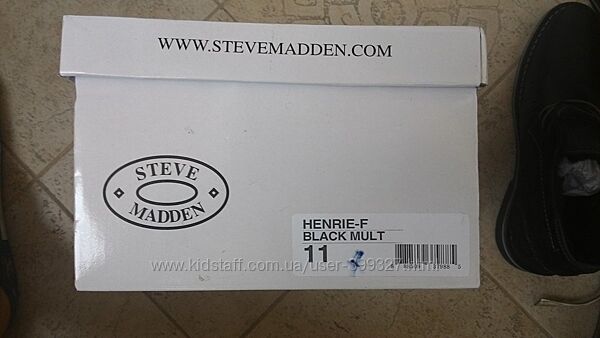 WWW.STEVEMADDEN.COM
STEVE
MADDEN
HENRIE-F
BLACK MULT
11
www.kidstaff.com.ua/user-